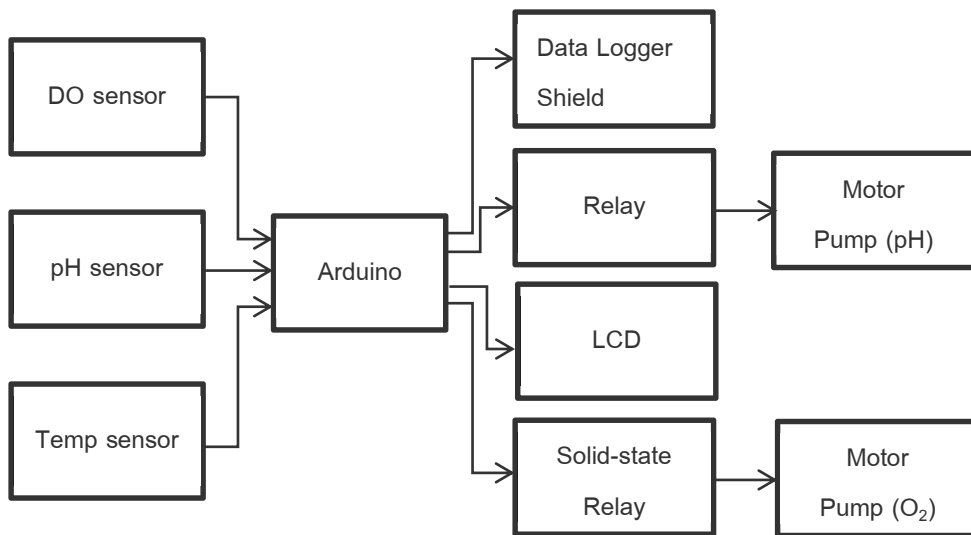 DO sensor
pH sensor
Temp sensor
Arduino
Data Logger
Shield
Relay
LCD
Solid-state
Relay
Motor
Pump (pH)
Motor
Pump (O₂)